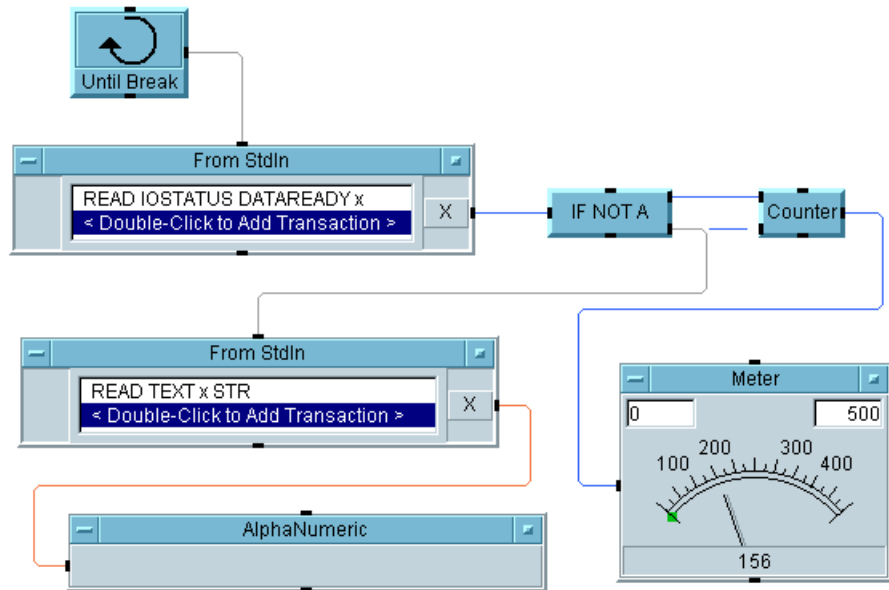 Until Break
From StdIn
READ IOSTATUS DATAREADY x
< Double-Click to Add Transaction >
X
IF NOT A
Counter
From StdIn
READ TEXT x STR
< Double-Click to Add Transaction >
X
Meter
0
500
100 200 300 400
156
AlphaNumeric